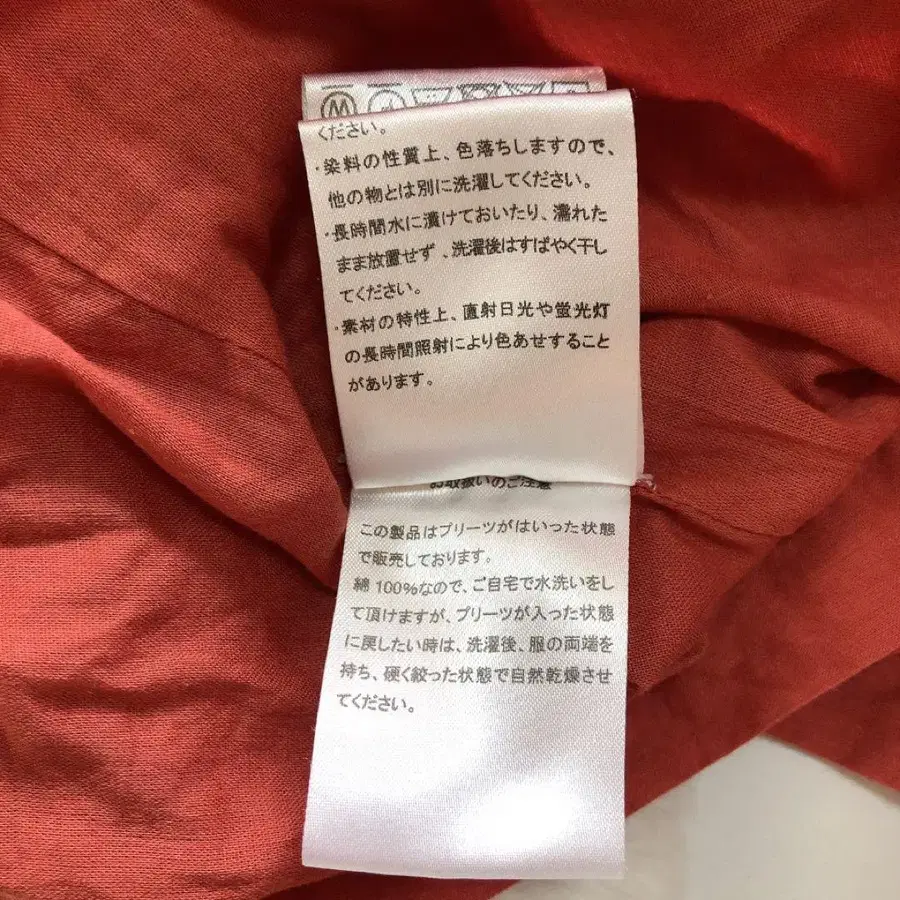 W
ください。
・染料の性質上、色落ちしますので、
他の物とは別に洗濯してください。
・長時間水に漬けておいたり、濡れた
まま放置せず、洗濯後はすばやく干し
てください。
・素材の特性上、直射日光や蛍光灯
の長時間照射により色あせすること
があります。
お取扱いのご注意
この製品はプリーツがはいった状態
で販売しております。
綿100%なので、ご自宅で水洗いをし
て頂けますが、プリーツが入った状態
に戻したい時は、洗濯後、服の両端を
持ち、硬く絞った状態で自然乾燥させ
てください。